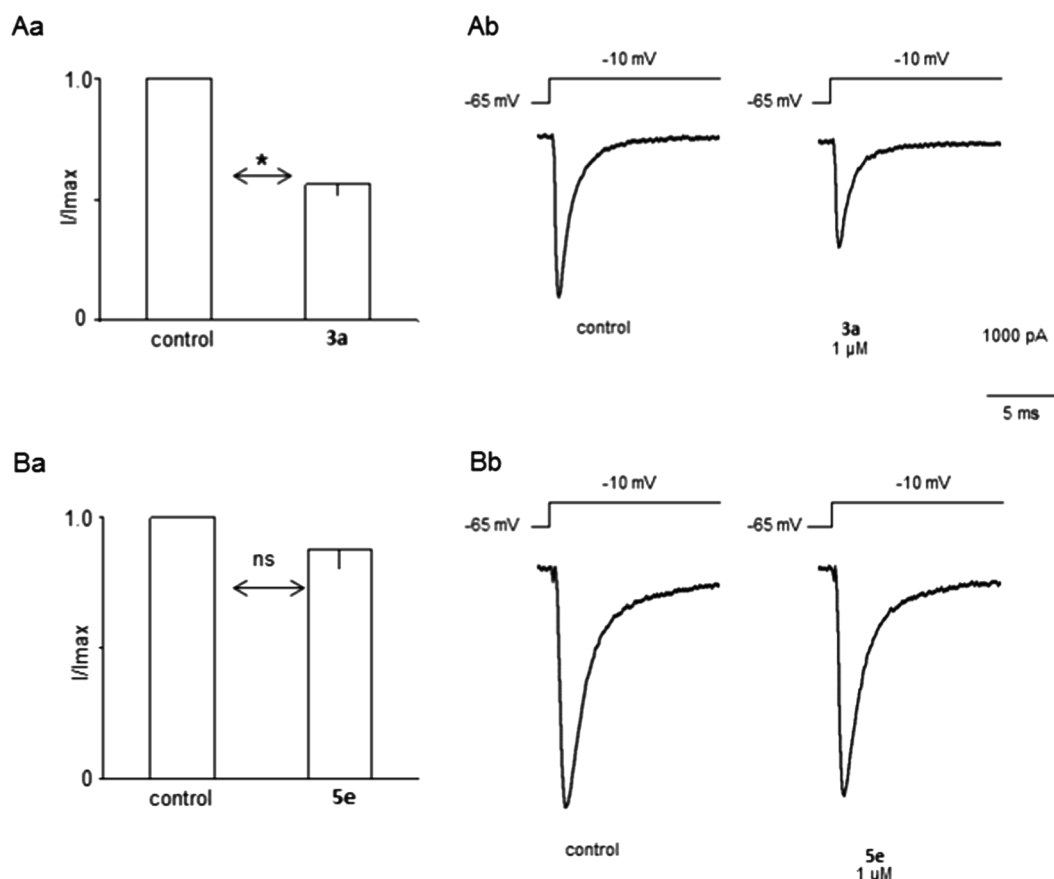 Aa
1.0
I/Imax
*
0
control
3a
Ab
-10 mV
-65 mV
control
-10 mV
-65 mV
3a
1 µM
1000 pA
5 ms
Ba
1.0
I/Imax
ns
0
control
5e
Bb
-10 mV
-65 mV
control
-10 mV
-65 mV
5e
1 µM